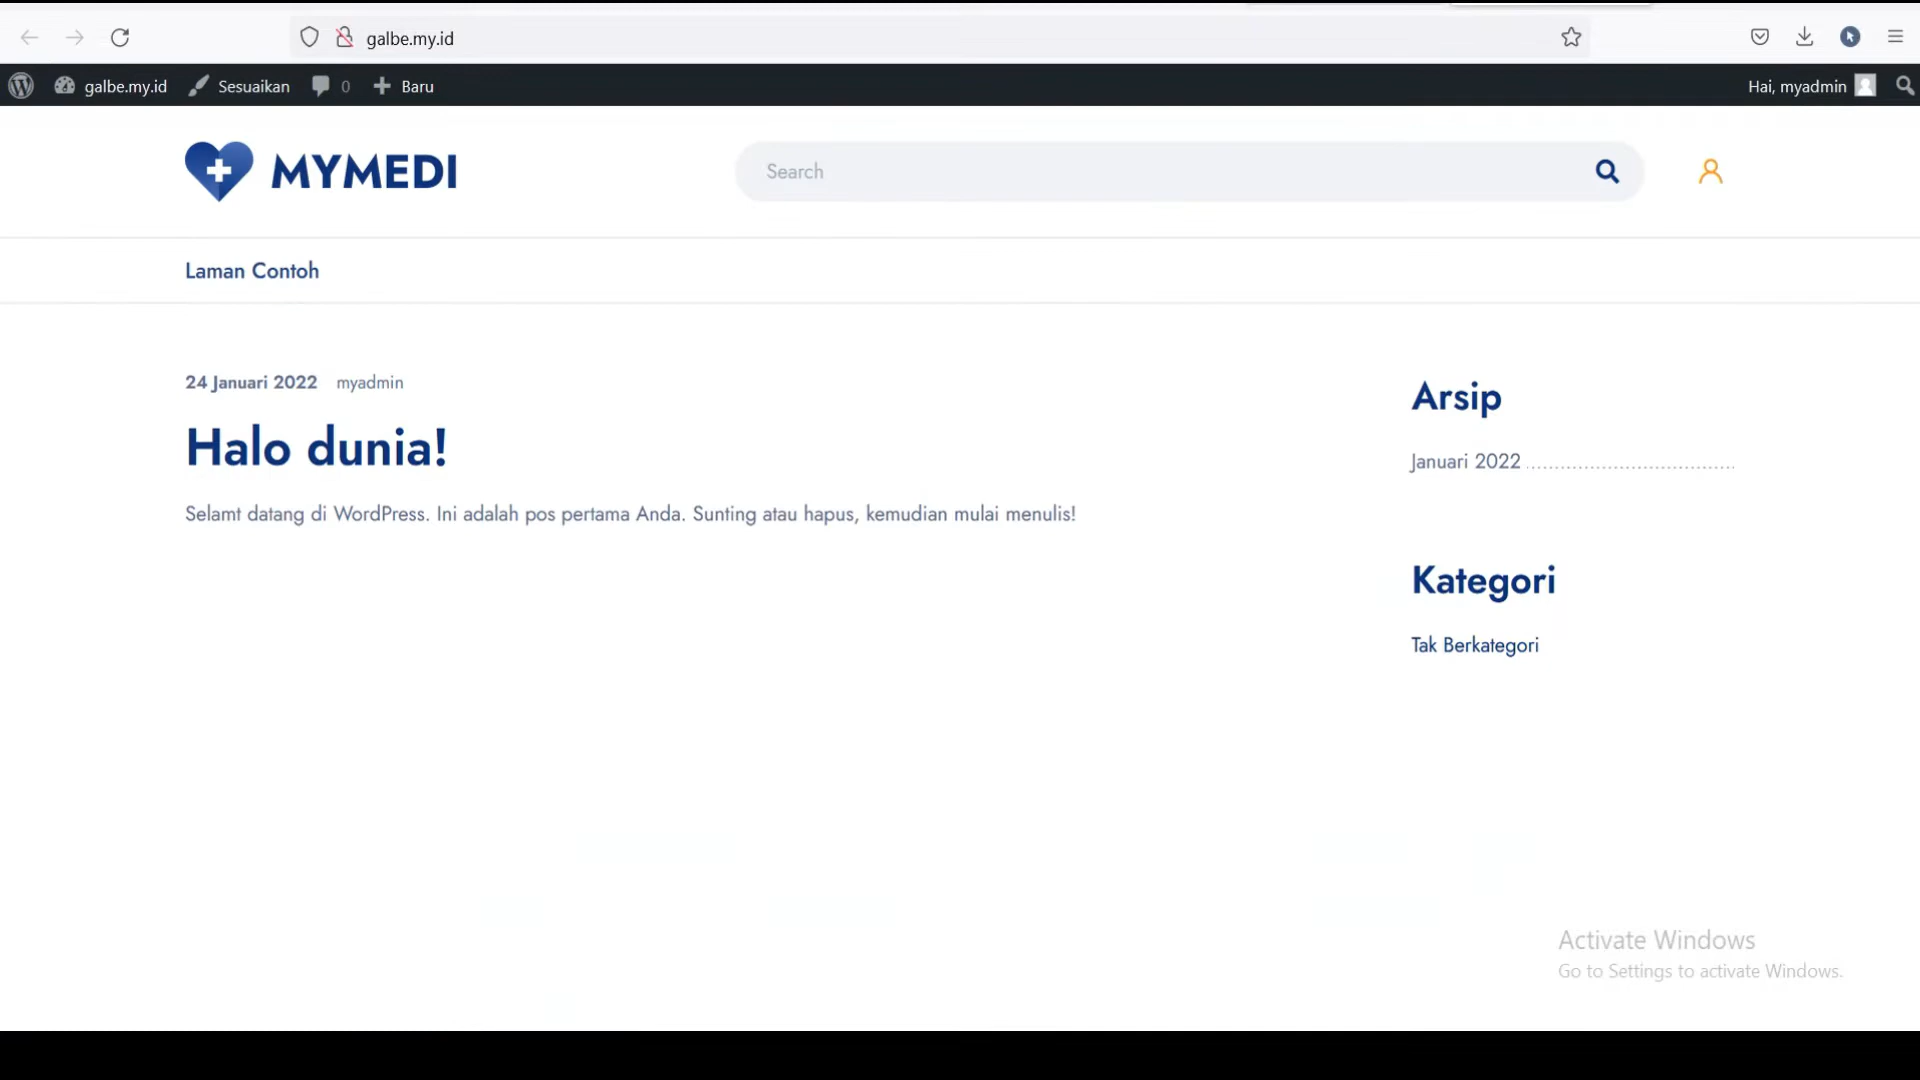 galbe.my.id
galbe.my.id Sesuaikan 0 Baru Hai, myadmin
MYMEDI
Search
Laman Contoh
24 Januari 2022 myadmin
Halo dunia!
Selamt datang di WordPress. Ini adalah pos pertama Anda. Sunting atau hapus, kemudian mulai menulis!
Arsip
Januari 2022
Kategori
Tak Berkategori
Activate Windows
Go to Settings to activate Windows.